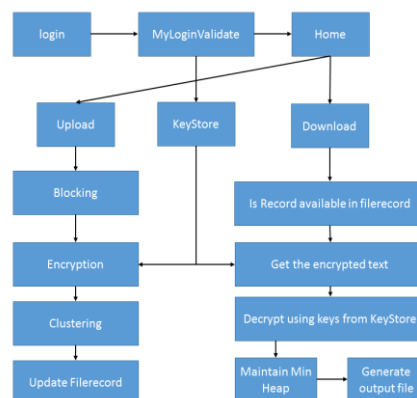 login
MyLoginValidate
Home
Upload
KeyStore
Download
Blocking
Is Record available in filerecord
Encryption
Get the encrypted text
Clustering
Decrypt using keys from KeyStore
Update Filerecord
Maintain Min
Heap
Generate
output file